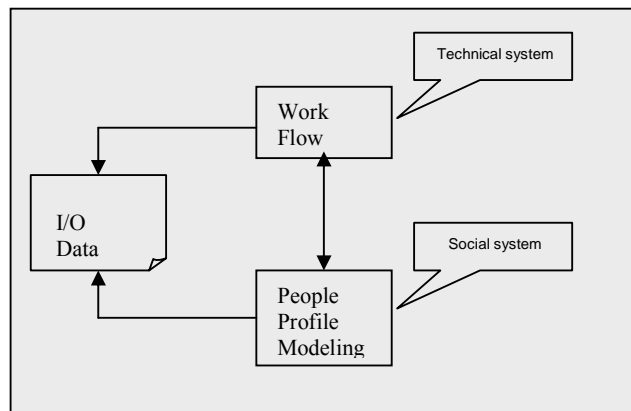 Technical system
Work
Flow
I/O
Data
Social system
People
Profile
Modeling